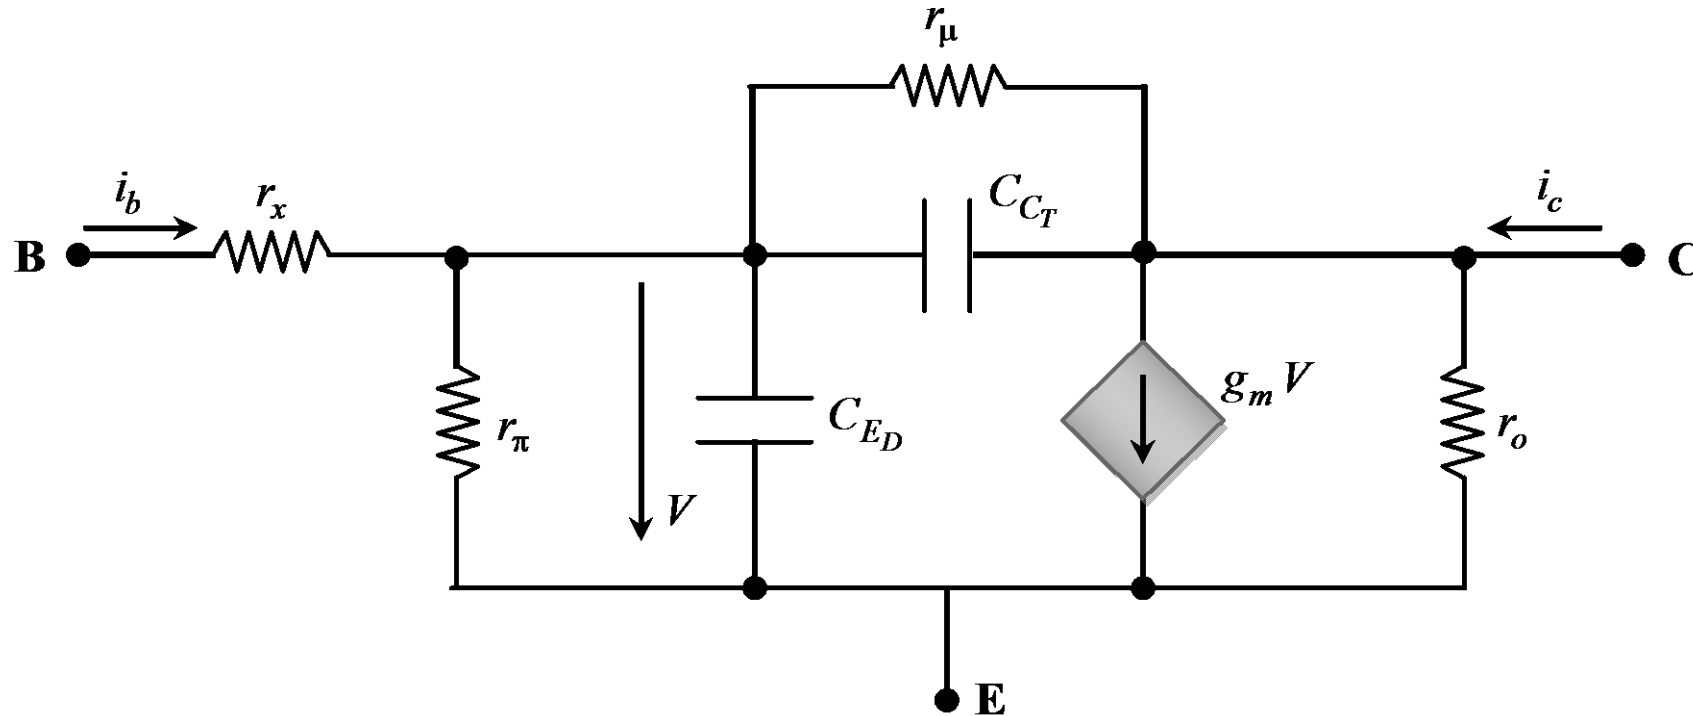 r_μ
i_b
r_x
C_{C_T}
i_c
B
C
g_m V
r_π
C_{E_D}
r_o
V
E